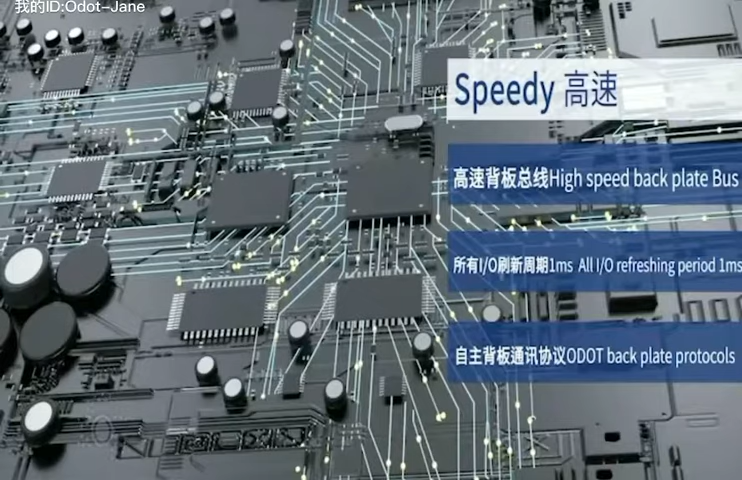 我的ID:Odot-Jane
Speedy 高速
高速背板总线High speed back plate Bus
所有I/O刷新周期1ms All I/O refreshing period 1ms
自主背板通讯协议ODOT back plate protocols